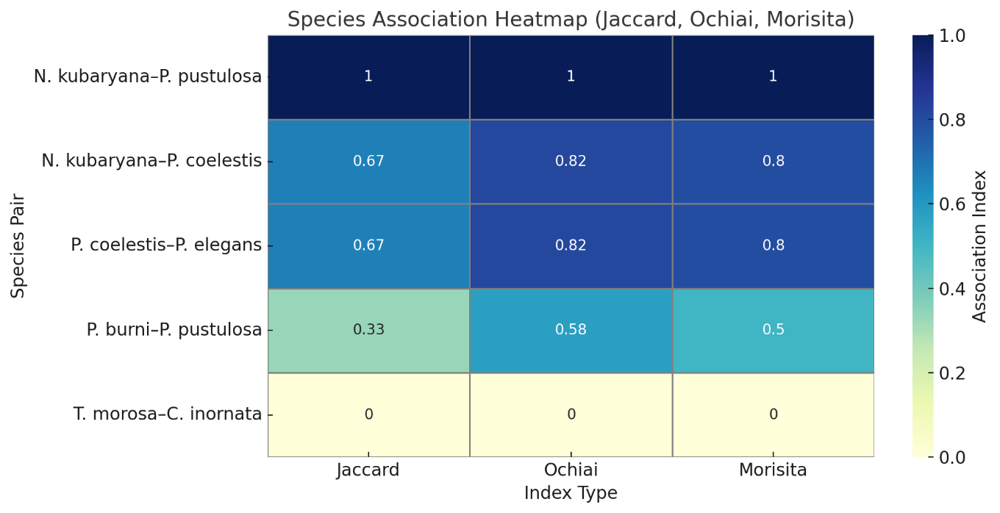 Species Association Heatmap (Jaccard, Ochiai, Morisita)
N. kubaryana–P. pustulosa 1 1 1
N. kubaryana–P. coelestis 0.67 0.82 0.8
P. coelestis–P. elegans 0.67 0.82 0.8
P. burni–P. pustulosa 0.33 0.58 0.5
T. morosa–C. inornata 0 0 0
Species Pair
Jaccard Ochiai Morisita
Index Type
1.0
0.8
0.6
0.4
0.2
0.0
Association Index